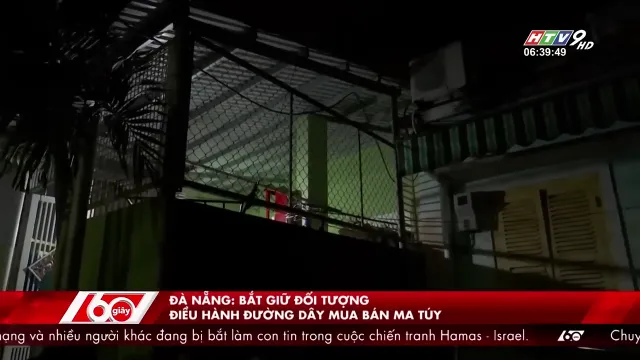 HTV9 HD
06:39:49
60 giây
ĐÀ NẴNG: BẮT GIỮ ĐỐI TƯỢNG
ĐIỀU HÀNH ĐƯỜNG DÂY MUA BÁN MA TÚY
mạng và nhiều người khác đang bị bắt làm con tin trong cuộc chiến tranh Hamas - Israel. 60s Chuy